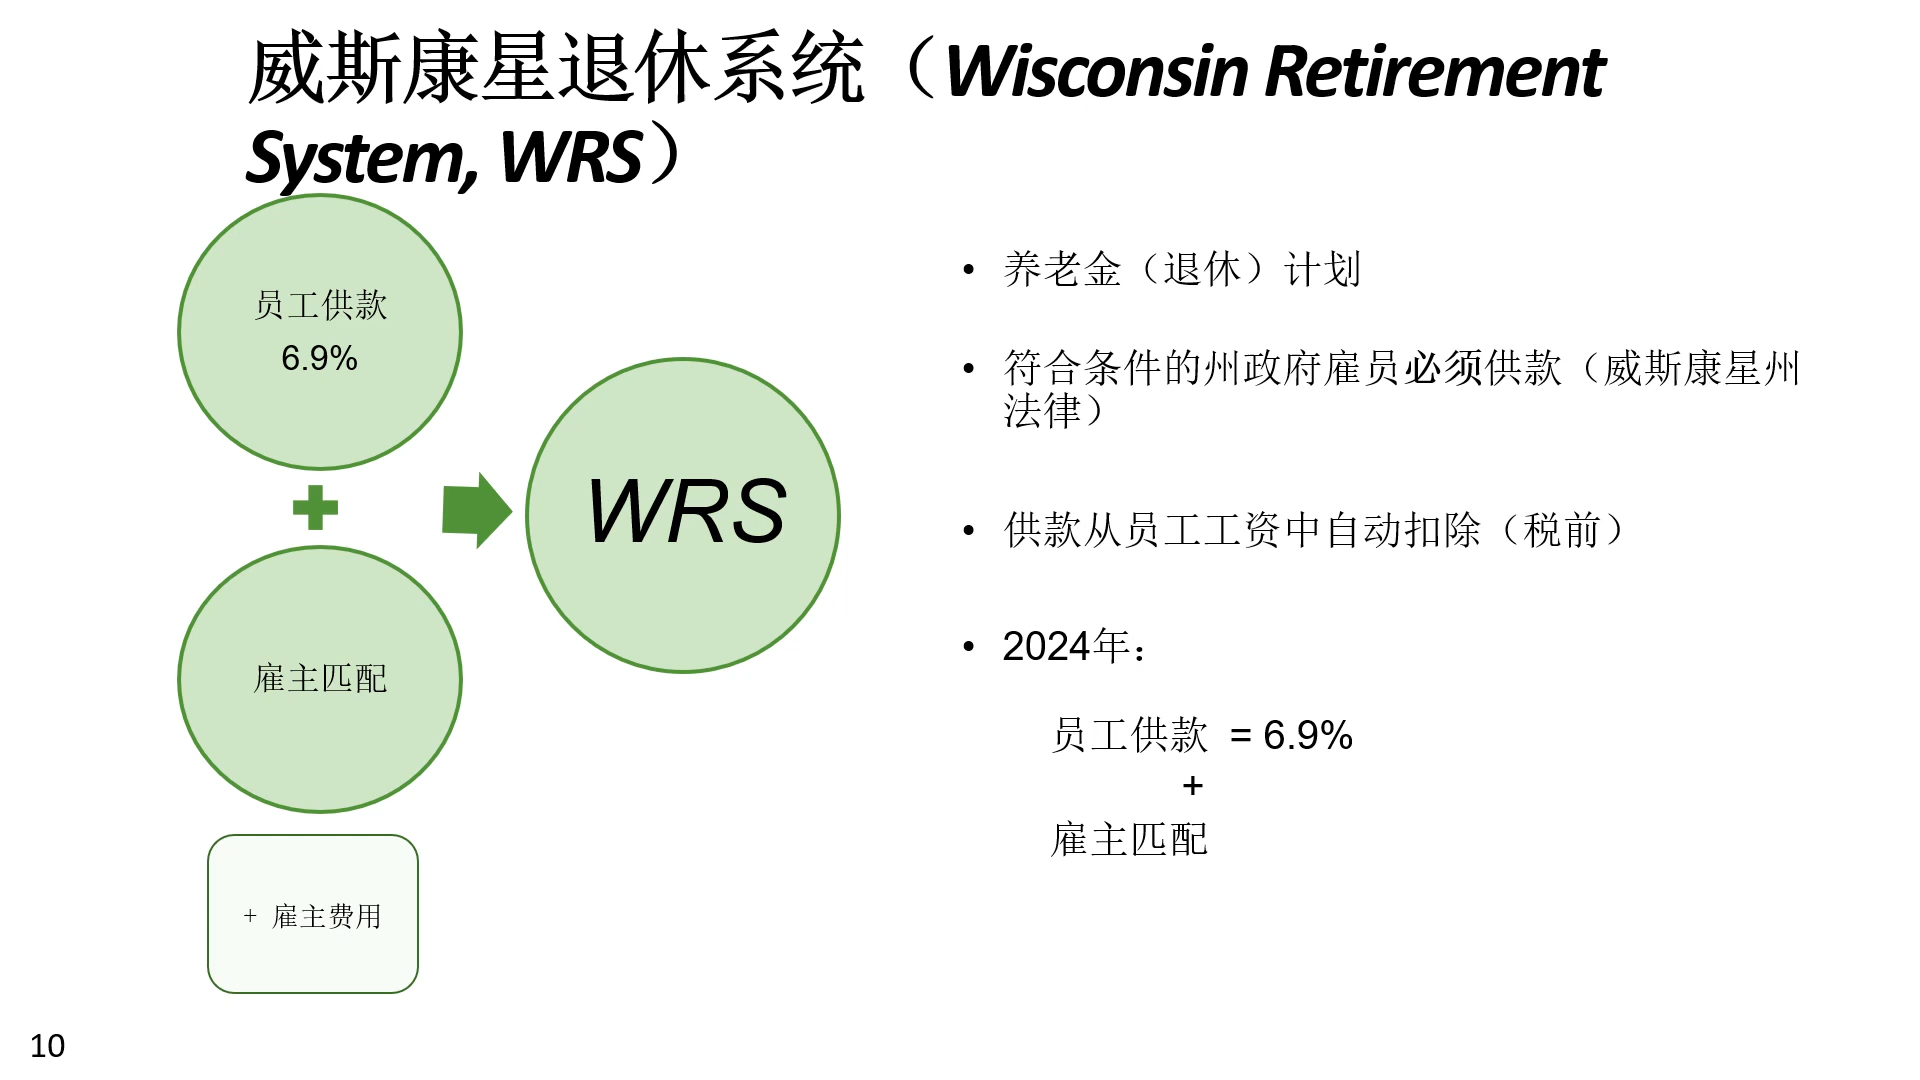 威斯康星退休系统（Wisconsin Retirement
System, WRS）
员工供款
6.9%
雇主匹配
+ 雇主费用
WRS
• 养老金（退休）计划
• 符合条件的州政府雇员必须供款（威斯康星州
法律）
• 供款从员工工资中自动扣除（税前）
• 2024年：
员工供款 = 6.9%
+
雇主匹配
10